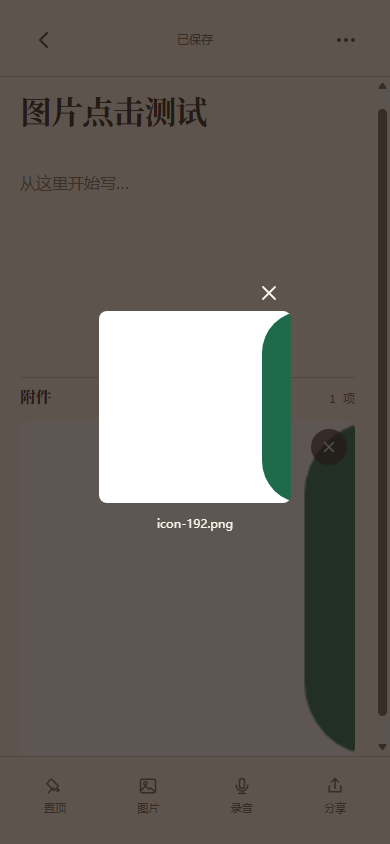 已保存
图片点击测试
从这里开始写...
附件
1 项
icon-192.png
置顶
图片
录音
分享